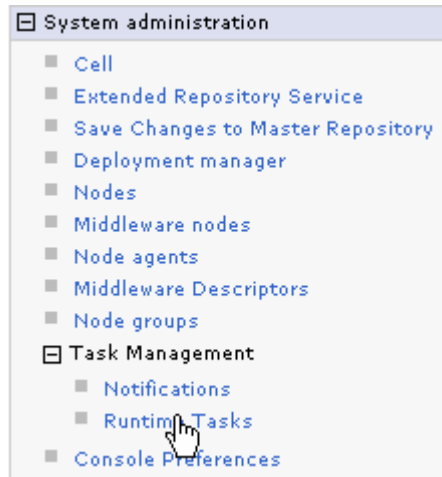 System administration
Cell
Extended Repository Service
Save Changes to Master Repository
Deployment manager
Nodes
Middleware nodes
Node agents
Middleware Descriptors
Node groups
Task Management
Notifications
Runtime Tasks
Console Preferences